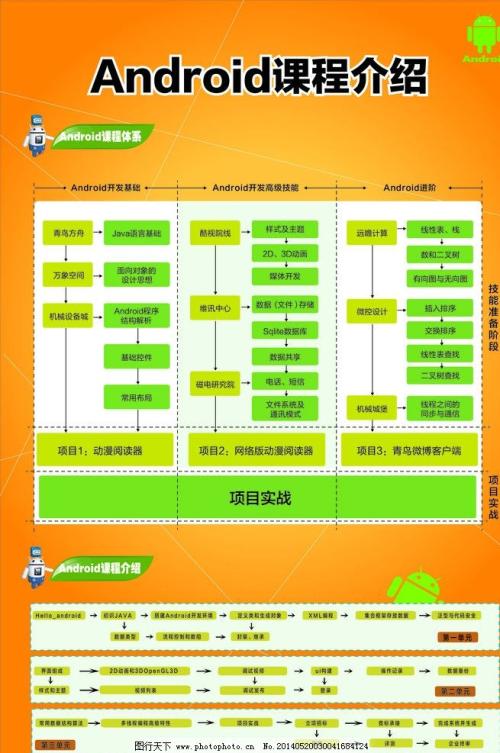 Android
Android课程介绍
Android课程体系
Android开发基础
Android开发高级技能
Android进阶
青鸟方舟
Java语言基础
万象空间
面向对象的
设计思想
机械设备城
Android程序
结构解析
基础控件
常用布局
酷视院线
样式及主题
2D、3D动画
媒体开发
维讯中心
数据（文件）存储
Sqlite数据库
数据共享
磁电研究院
电话、短信
文件系统及
通讯模式
远瞻计算
线性表、栈
数和二叉树
有向图与无向图
微控设计
插入排序
交换排序
线性表查找
二叉树查找
机械城堡
线程之间的
同步与通信
技能准备阶段
项目1：动漫阅读器
项目2：网络版动漫阅读器
项目3：青鸟微博客户端
项目实战
项目实战
Android课程介绍
Hello_android
初识JAVA
搭建Android开发环境
定义类和生成对象
XML编程
集合框架存放数据
泛型与代码安全
数据类型
流程控制和数组
封装、继承
第一单元
界面组成
2D动画和3DOpenGL3D
调试视频
ui构建
操作记录
数据备份
样式和主题
视频列表
调试发布
登录
第二单元
常用数据结构算法
多线程编程高级特性
项目实战
立项招标
指标承接
完成系统并生成
第三单元
评测
企业效率
图行天下 www.photophoto.cn No.20140520030041684124